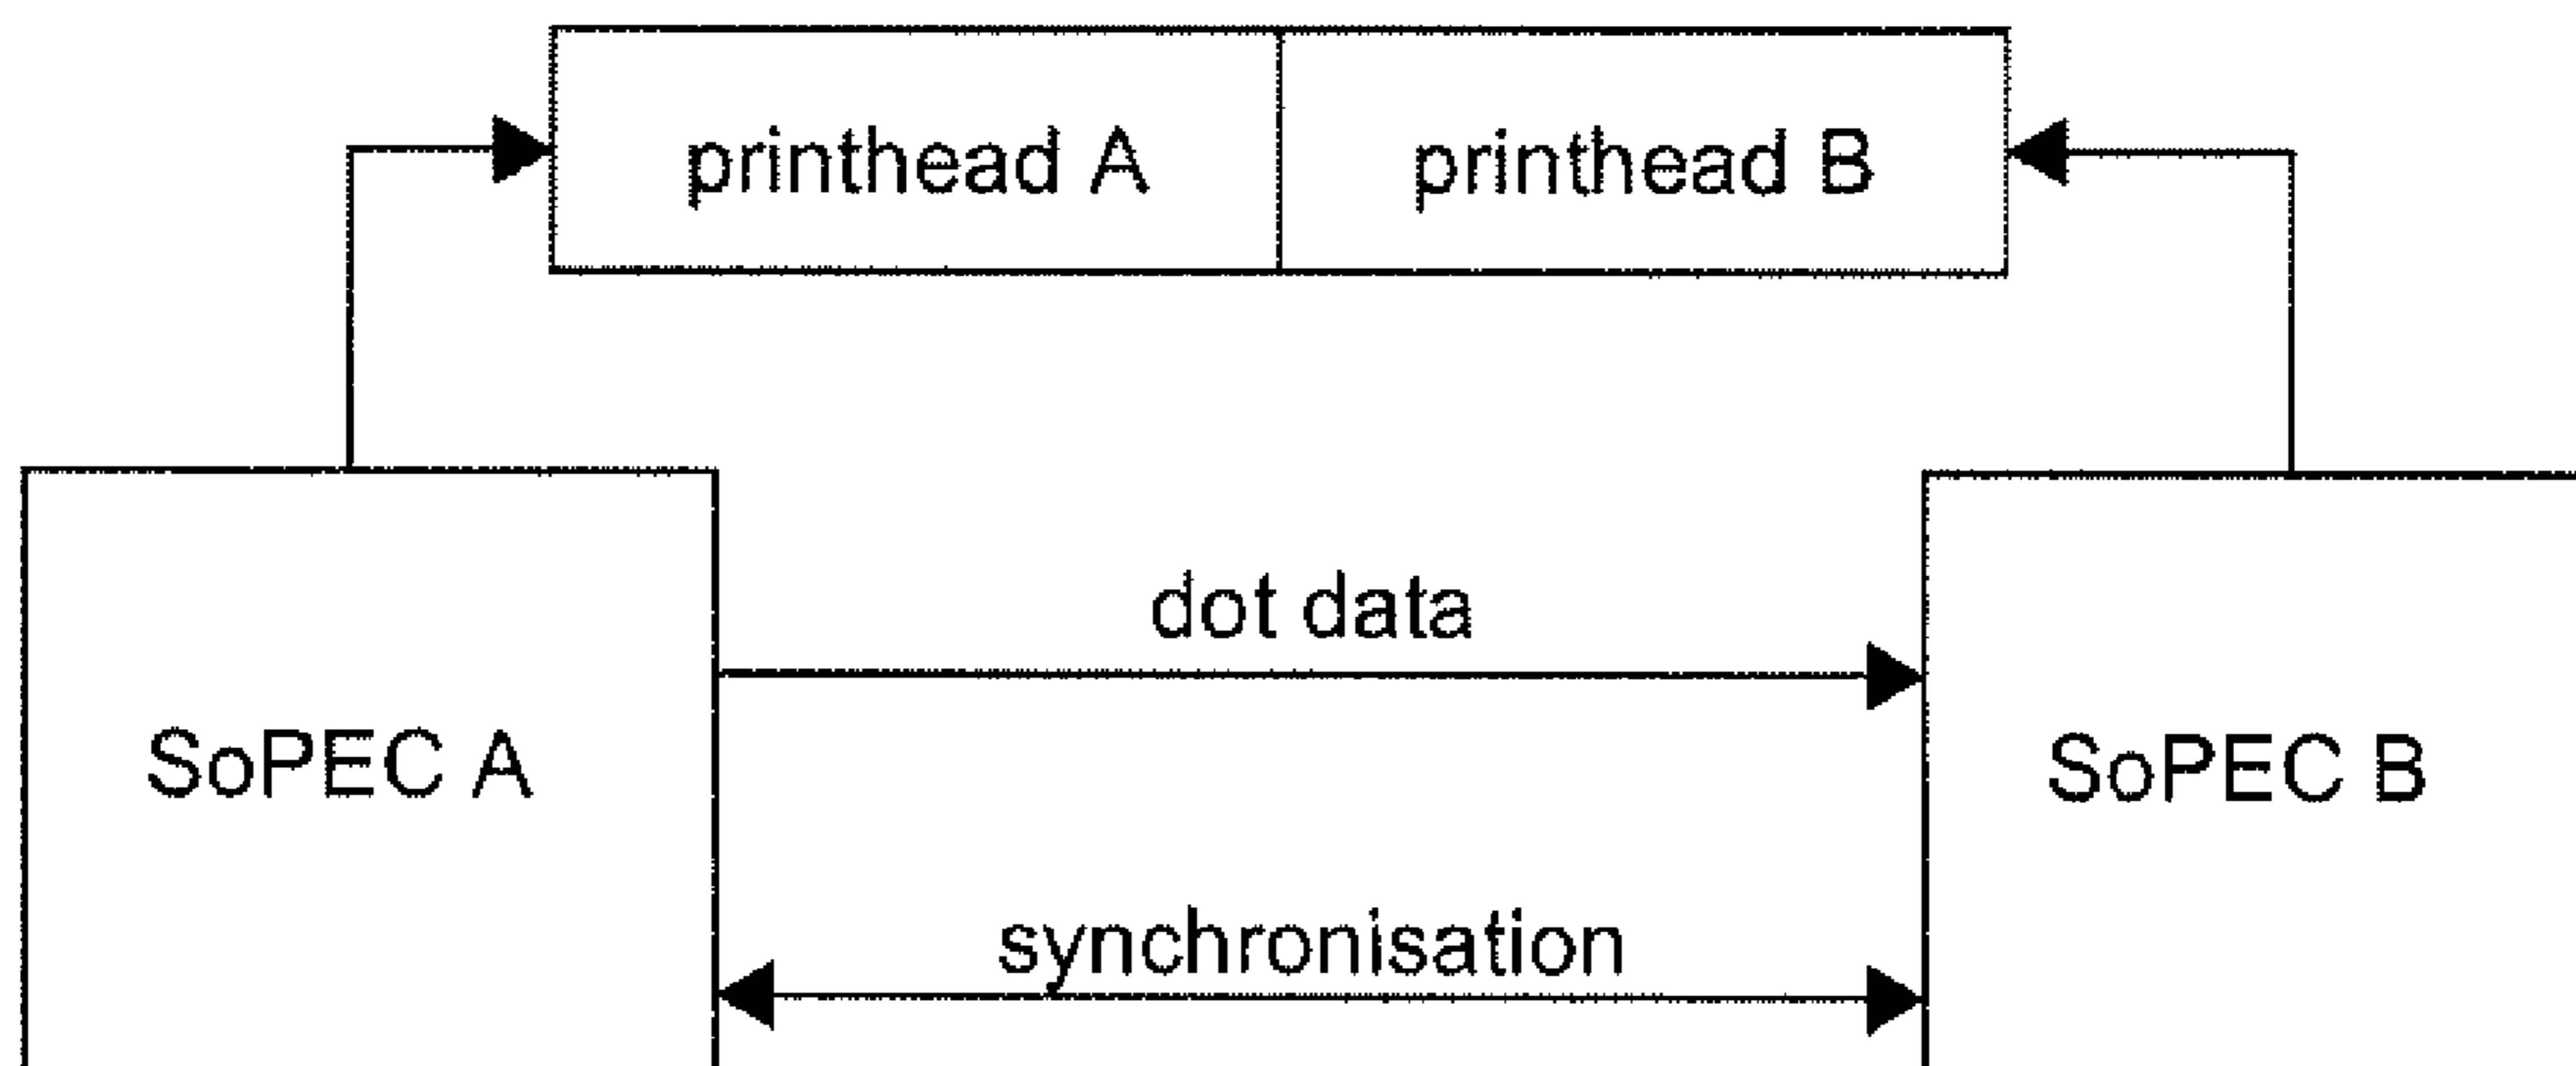 printhead A printhead B
dot data
SoPEC A SoPEC B
synchronisation